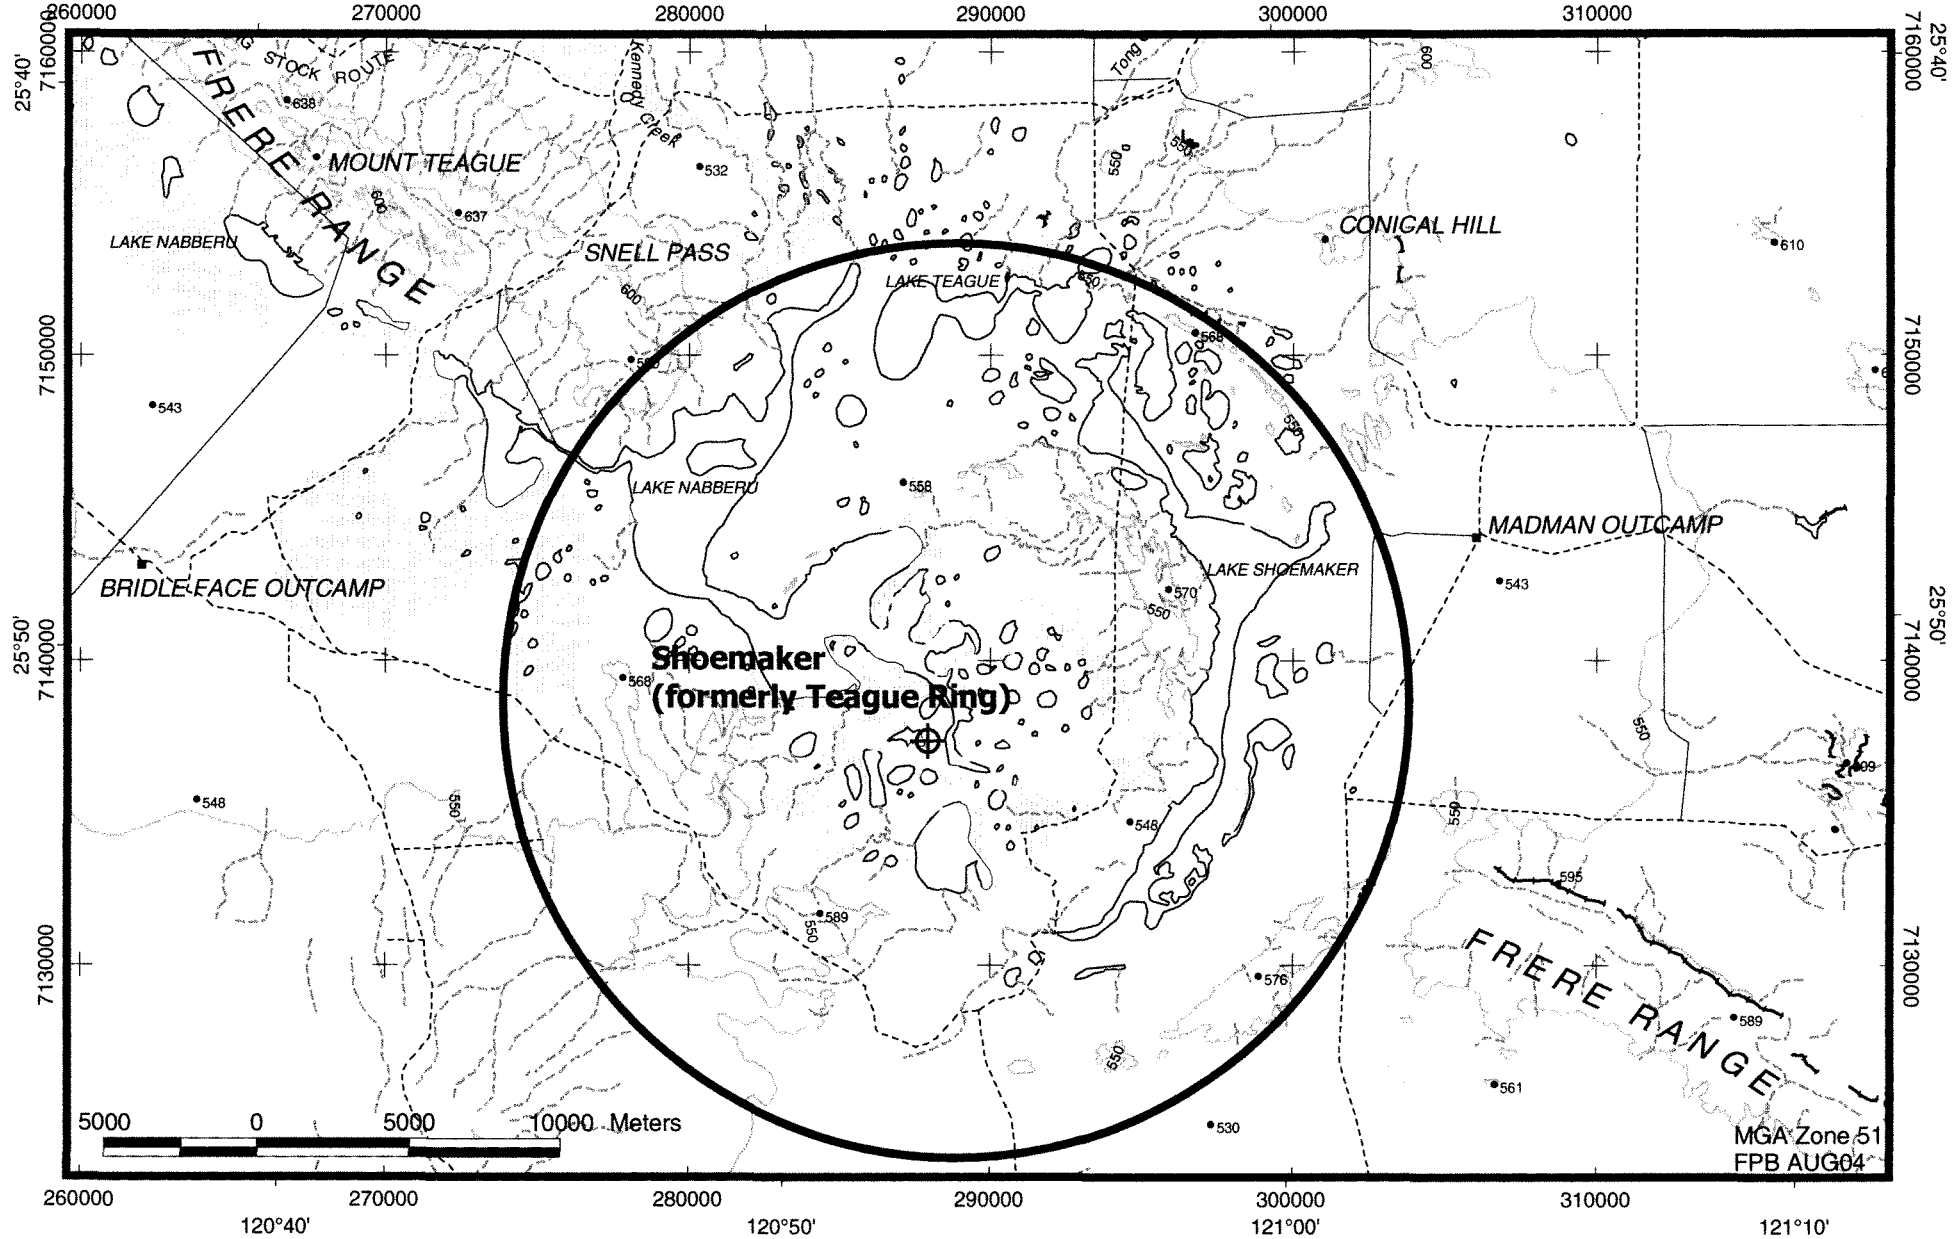 260000 270000 280000 290000 300000 310000
7160000
25°40'
7150000
7140000
25°50'
7130000
25°40'
7160000
7150000
25°50'
7140000
7130000
STOCK ROUTE
638
FRERE RANGE
MOUNT TEAGUE
600
637
Kennedy Creek
532
Tong
550
550
600
CONICAL HILL
610
LAKE NABBERU
SNELL PASS
600
LAKE TEAGUE
550
568
543
550
LAKE NABBERU
558
MADMAN OUTCAMP
BRIDLE FACE OUTCAMP
LAKE SHOEMAKER
570
550
543
Shoemaker
(formerly Teague Ring)
568
550
548
550
548
550
595
589
550
FRERE RANGE
576
589
550
561
530
5000 0 5000 10000 Meters
MGA Zone 51
FPB AUG04
260000 270000 280000 290000 300000 310000
120°40' 120°50' 121°00' 121°10'